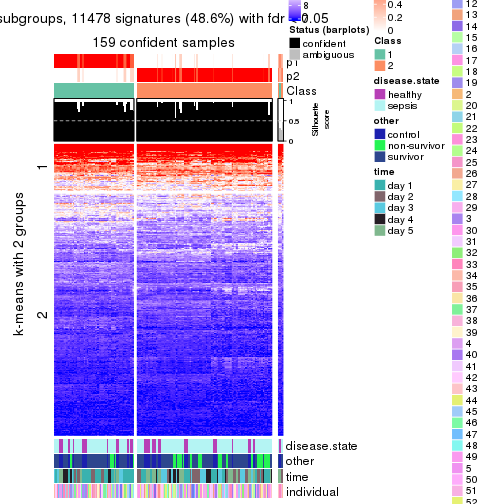 subgroups, 11478 signatures (48.6%) with fdr < 0.05
159 confident samples
p1
p2
Class
1
0.5
0
Silhouette
score
k-means with 2 groups
1
2
disease.state
other
time
individual
8
Status (barplots)
confident
ambiguous
0.4
0.2
0
Class
1
2
disease.state
healthy
sepsis
other
control
non-survivor
survivor
time
day 1
day 2
day 3
day 4
day 5
12
13
14
15
16
17
18
19
2
20
21
22
23
24
25
26
27
28
29
3
30
31
32
33
34
35
36
37
38
39
4
40
41
42
43
44
45
46
47
48
49
5
50
51